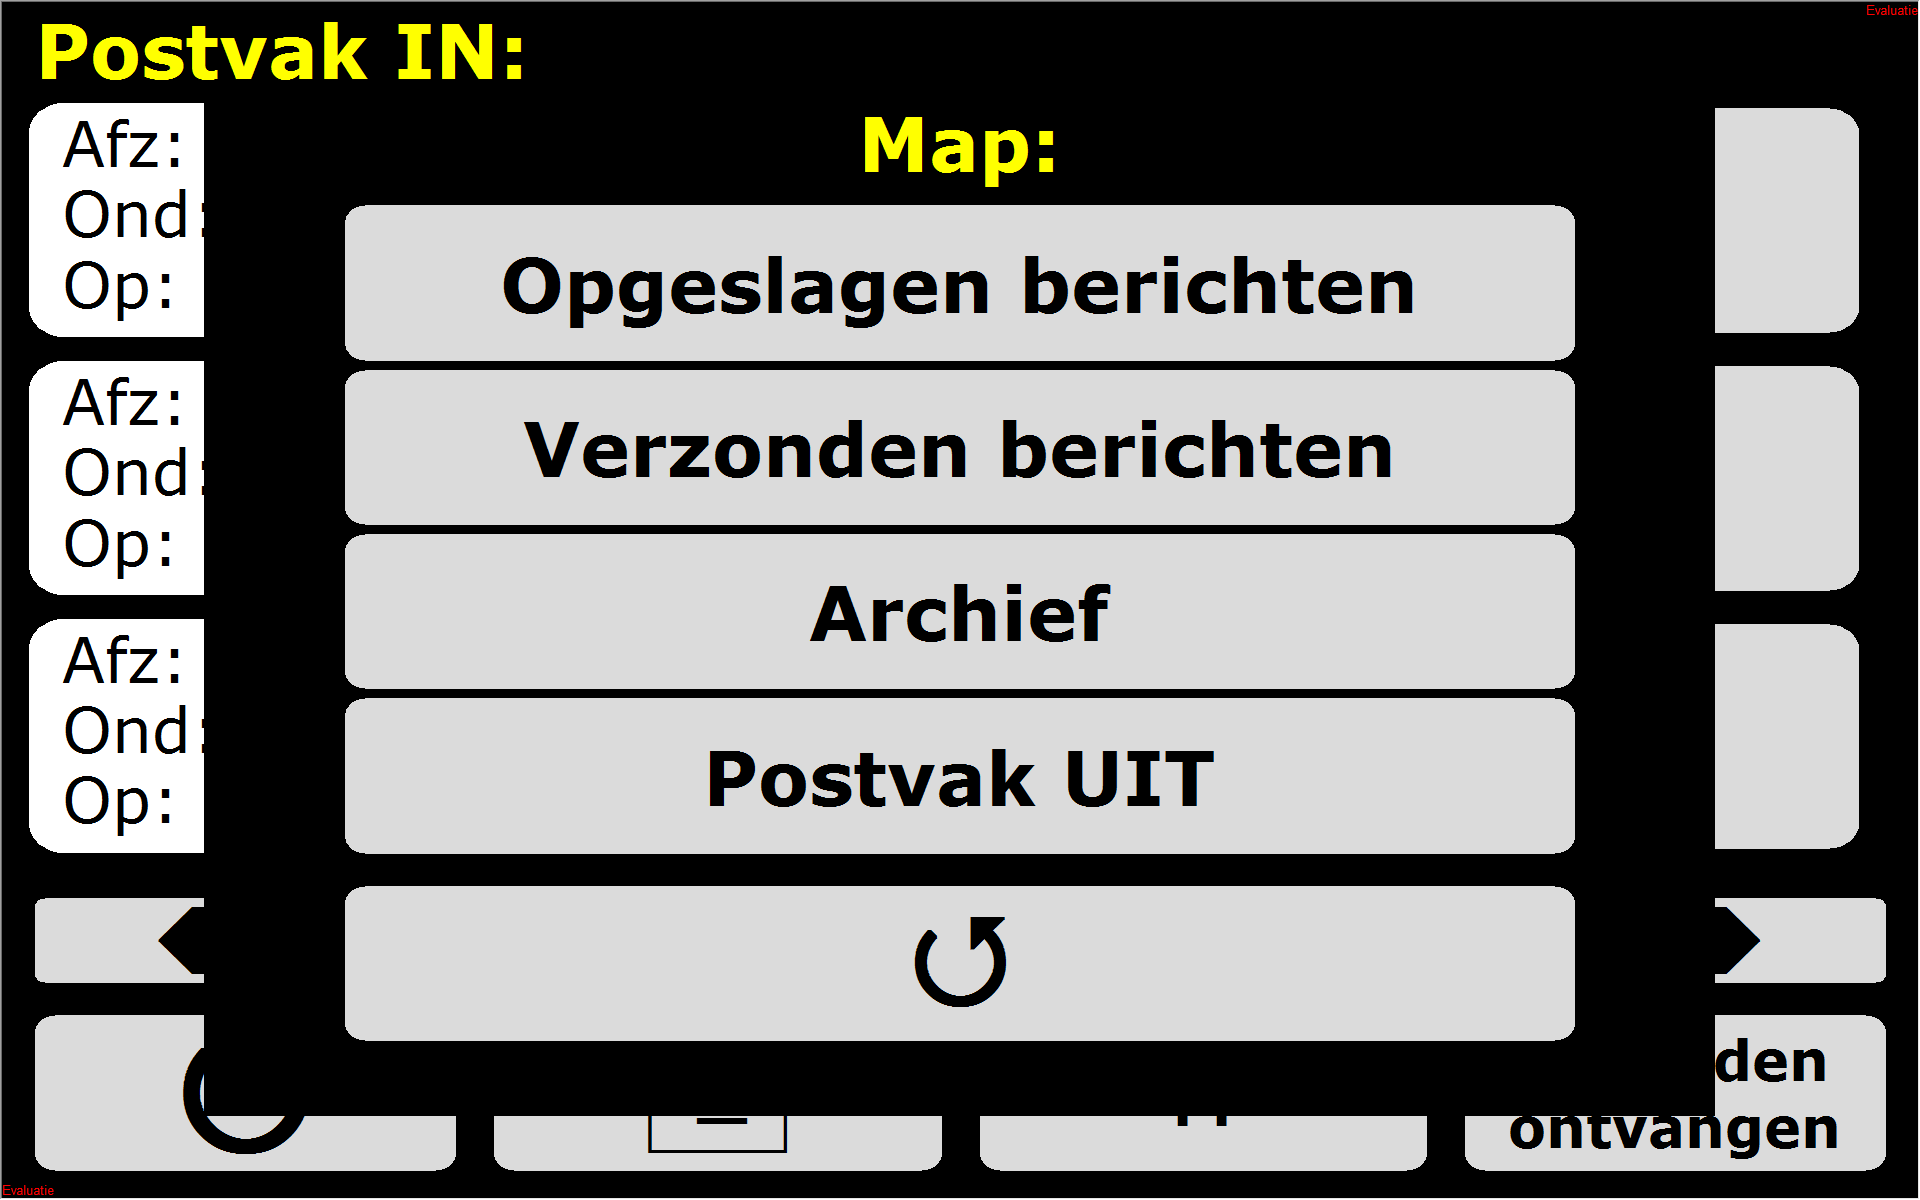 Evaluatie
Postvak IN:
Map:
Afz:
Ond:
Op:
Opgeslagen berichten
Afz:
Ond:
Op:
Verzonden berichten
Archief
Afz:
Ond:
Op:
Postvak UIT
den
ontvangen
Evaluatie